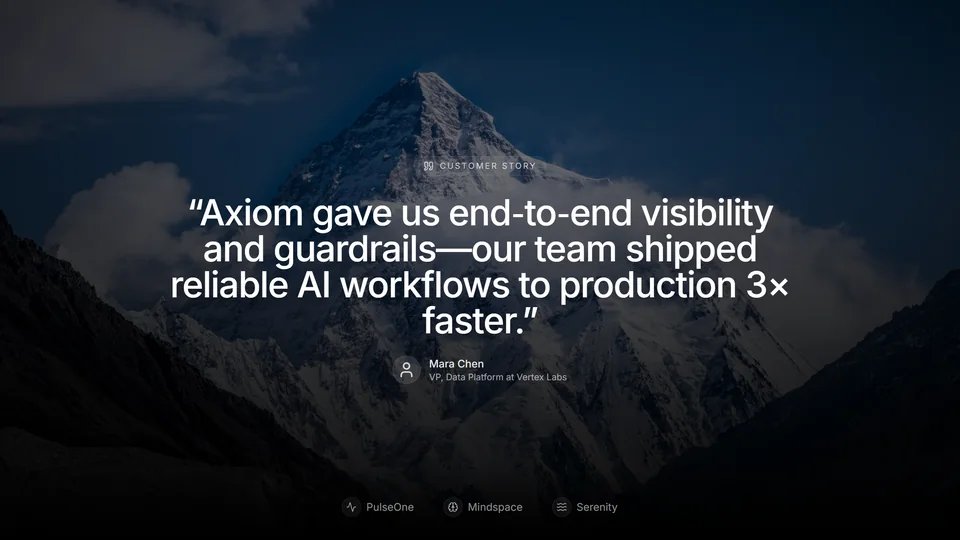 CUSTOMER STORY
“Axiom gave us end-to-end visibility
and guardrails—our team shipped
reliable AI workflows to production 3×
faster.”
Mara Chen
VP, Data Platform at Vertex Labs
PulseOne Mindspace Serenity